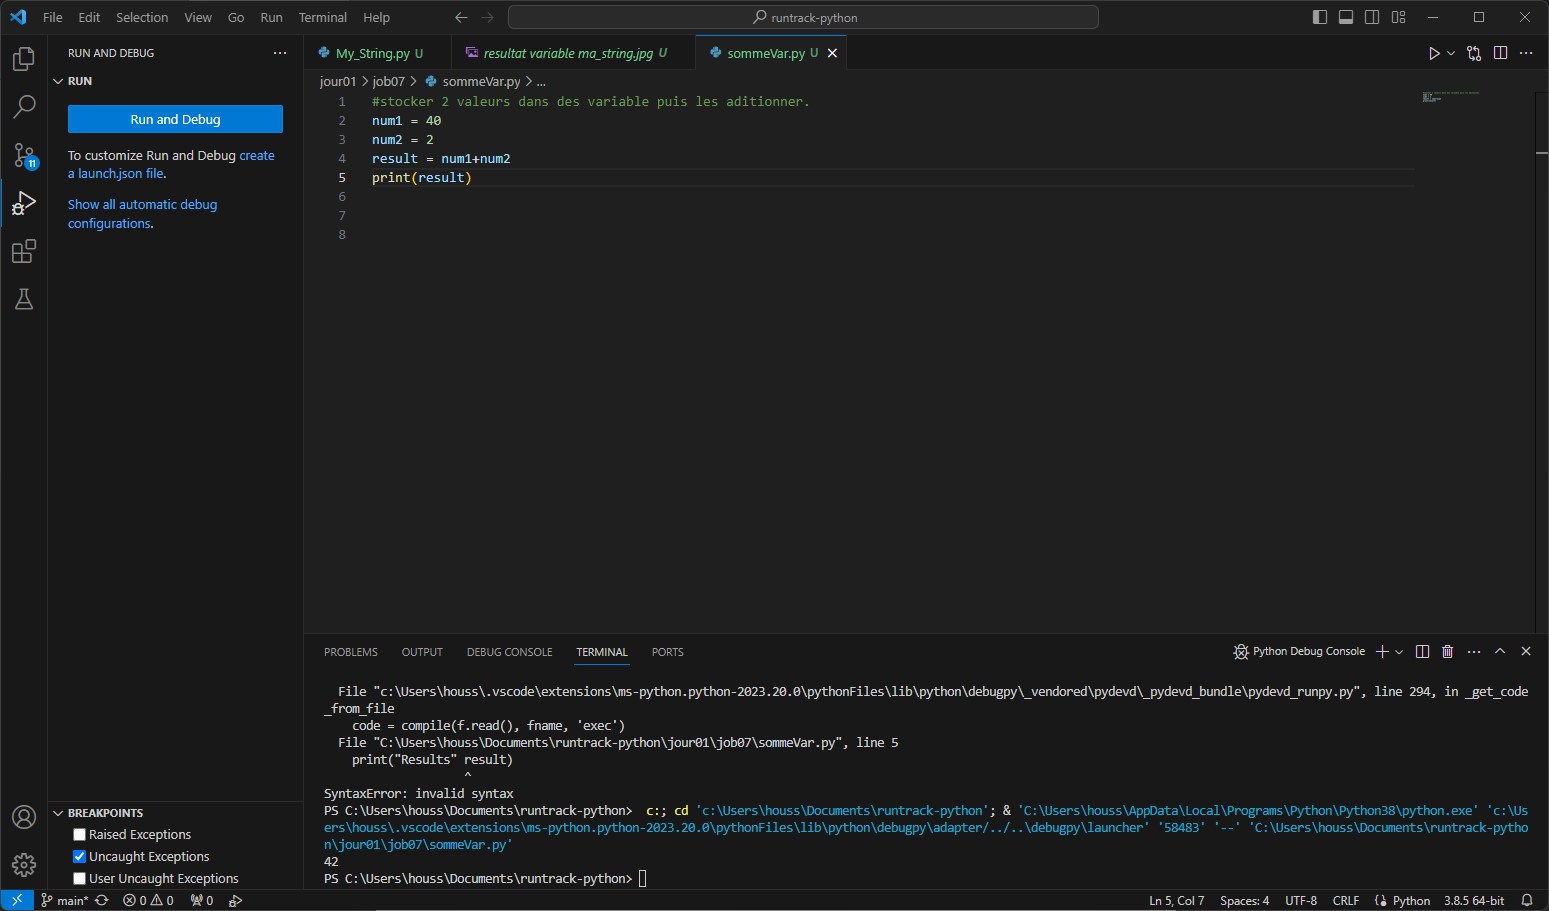 File Edit Selection View Go Run Terminal Help
runtrack-python
RUN AND DEBUG
RUN
Run and Debug
To customize Run and Debug create
a launch.json file.
Show all automatic debug
configurations.
11
My_String.py U
resultat variable ma_string.jpg U
sommeVar.py U
jour01 > job07 > sommeVar.py > ...
1 #stocker 2 valeurs dans des variable puis les aditionner.
2 num1 = 40
3 num2 = 2
4 result = num1+num2
5 print(result)
6
7
8
PROBLEMS OUTPUT DEBUG CONSOLE TERMINAL PORTS
Python Debug Console
File "c:\Users\houss\.vscode\extensions\ms-python.python-2023.20.0\pythonFiles\lib\python\debugpy\_vendored\pydevd\_pydevd_bundle\pydevd_runpy.py", line 294, in _get_code
_from_file
code = compile(f.read(), fname, 'exec')
File "C:\Users\houss\Documents\runtrack-python\jour01\job07\sommeVar.py", line 5
print("Results" result)
^
SyntaxError: invalid syntax
PS C:\Users\houss\Documents\runtrack-python> c:; cd 'c:\Users\houss\Documents\runtrack-python'; & 'C:\Users\houss\AppData\Local\Programs\Python\Python38\python.exe' 'c:\Us
ers\houss\.vscode\extensions\ms-python.python-2023.20.0\pythonFiles\lib\python\debugpy\adapter/../..\debugpy\launcher' '58483' '--' 'C:\Users\houss\Documents\runtrack-pytho
n\jour01\job07\sommeVar.py'
42
PS C:\Users\houss\Documents\runtrack-python>
BREAKPOINTS
Raised Exceptions
Uncaught Exceptions
User Uncaught Exceptions
main* 0 0 0
Ln 5, Col 7 Spaces: 4 UTF-8 CRLF Python 3.8.5 64-bit